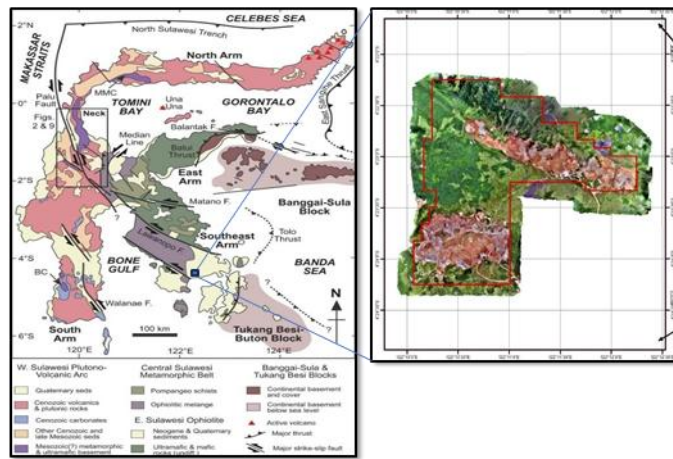 CELEBES SEA
2°N
North Sulawesi Trench
North Arm
MAKASSAR
STRAITS
Palu
Fault
MMC
TOMINI
BAY
Una
Una
GORONTALO
BAY
East Sangihe Thrust
0°
Figs.
2 & 9
Neck
Median
Line
Balantak F.
Batui
Thrust
East
Arm
2°S
Matano F.
Banggai-Sula
Block
?
Lawanopo F.
Southeast
Arm
Tolo
Thrust
BONE
GULF
BANDA
SEA
4°S
BC
Walanae F.
N
6°S
South
Arm
100 km
Tukang Besi-
Buton Block
120°E
122°E
124°E
W. Sulawesi Plutono-
Volcanic Arc
Quaternary seds
Cenozoic volcanics
& plutonic rocks
Cenozoic carbonates
Other Cenozoic and
late Mesozoic seds
Mesozoic(?) metamorphic
& ultramafic basement
Central Sulawesi
Metamorphic Belt
Pompangeo schists
Ophiolitic melange
E. Sulawesi Ophiolite
Neogene & Quaternary
sediments
Ultramafic & mafic
Banggai-Sula &
Tukang Besi Blocks
Continental basement
and cover
Continental basement
below sea level
Active volcano
Major thrust
Major strike-slip fault